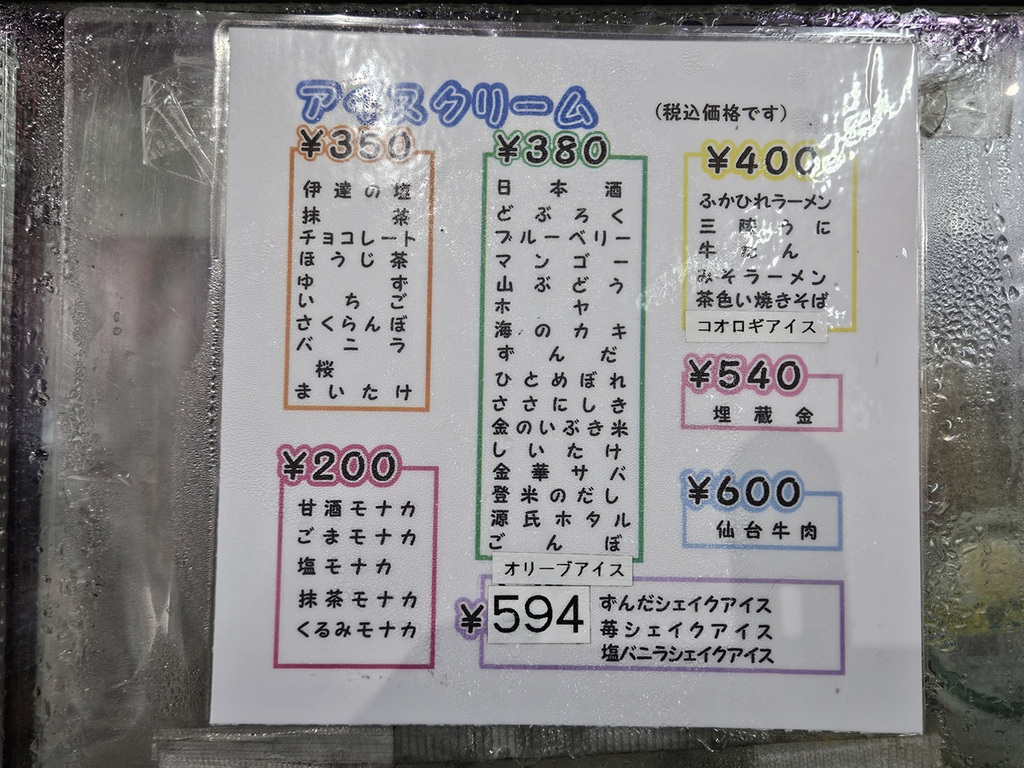 アイスクリーム
(税込価格です)
¥350
伊達の塩
抹茶
チョコレート
ほうじ茶
ゆず
いちご
さくらんぼ
バニラ
桜
まいたけ
¥200
甘酒モナカ
ごまモナカ
塩モナカ
抹茶モナカ
くるみモナカ
¥380
日本酒
どぶろく
ブルーベリー
マンゴー
山ぶどう
ホヤ
海のカキ
ずんだ
ひとめぼれ
ささにしき
金のいぶき米
しいたけ
金華サバ
登米のだし
源氏ホタル
ごんぼ
オリーブアイス
¥594
ずんだシェイクアイス
苺シェイクアイス
塩バニラシェイクアイス
¥400
ふかひれラーメン
三陸うに
牛たん
みそラーメン
茶色い焼きそば
コオロギアイス
¥540
埋蔵金
¥600
仙台牛肉